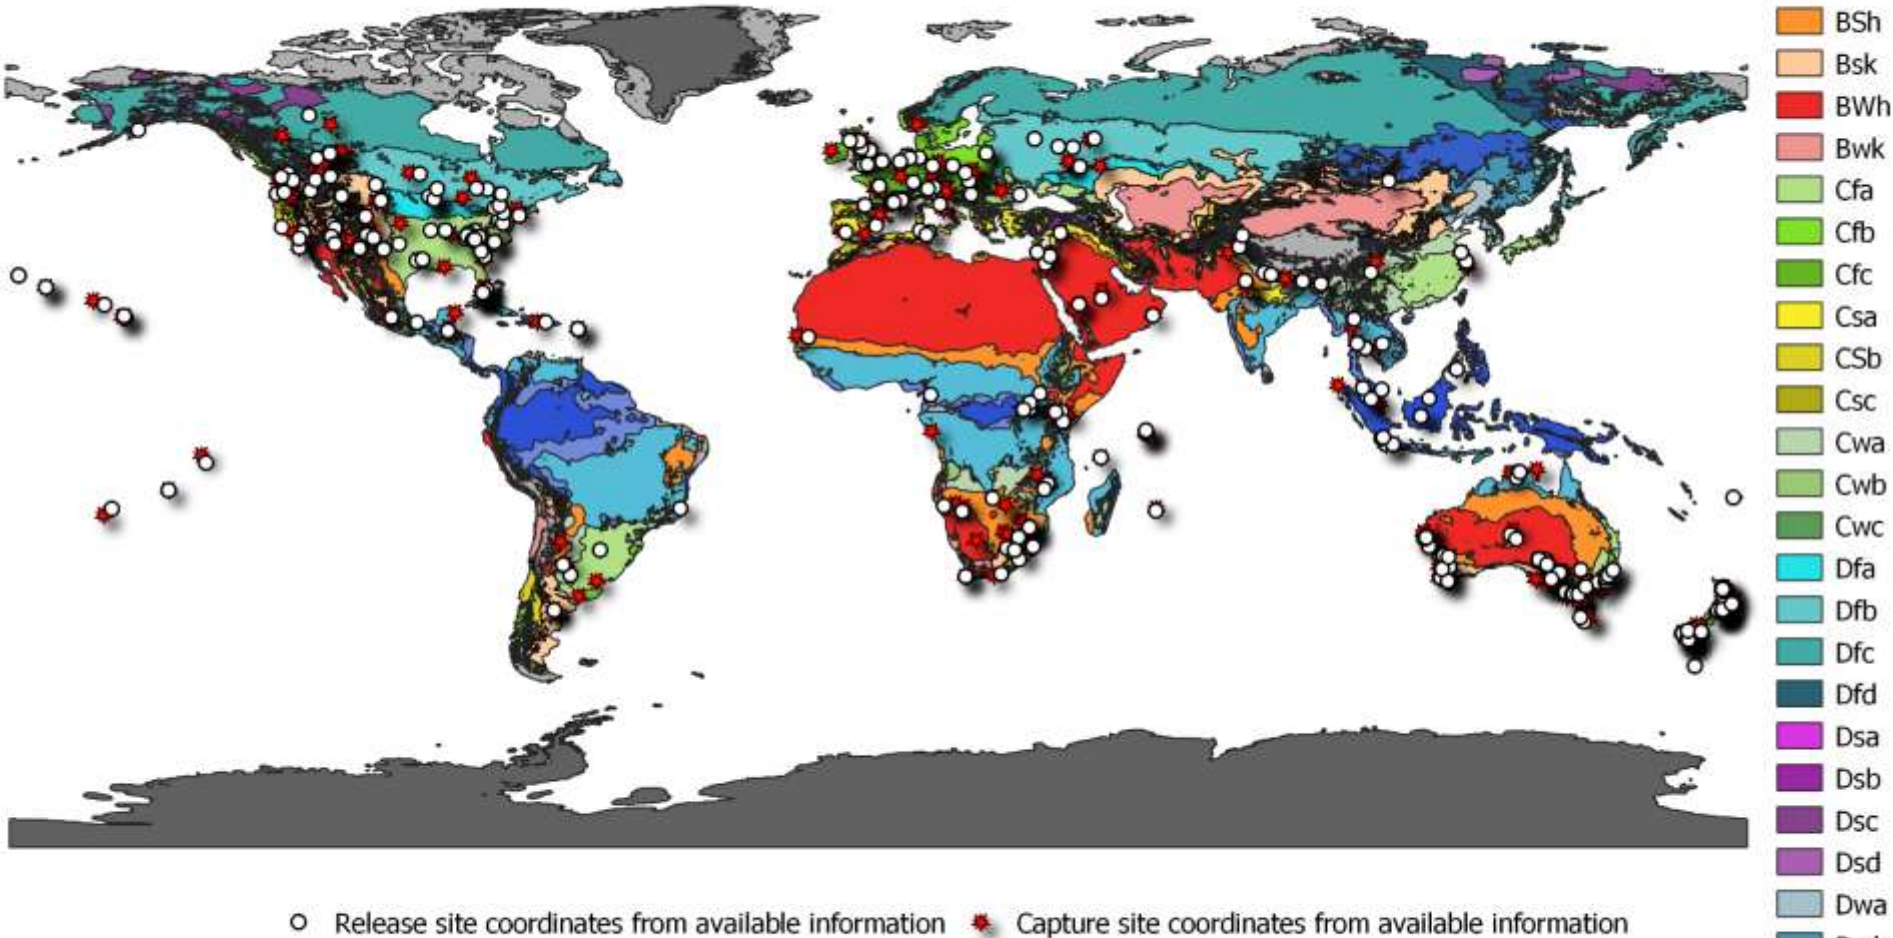 BSh
Bsk
BWh
Bwk
Cfa
Cfb
Cfc
Csa
CSb
Csc
Cwa
Cwb
Cwc
Dfa
Dfb
Dfc
Dfd
Dsa
Dsb
Dsc
Dsd
Dwa
Release site coordinates from available information
Capture site coordinates from available information